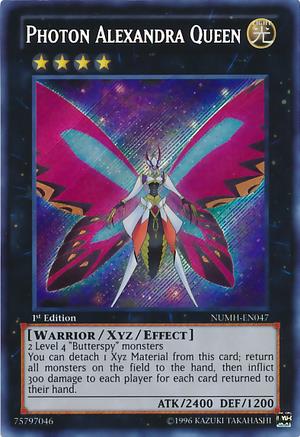 PHOTON ALEXANDRA QUEEN
LIGHT
光
1st Edition
NUMH-EN047
[WARRIOR / XYZ / EFFECT]
2 Level 4 "Butterspy" monsters
You can detach 1 Xyz Material from this card; return
all monsters on the field to the hand, then inflict
300 damage to each player for each card returned to
their hand.
ATK/2400 DEF/1200
75797046
©1996 KAZUKI TAKAHASHI